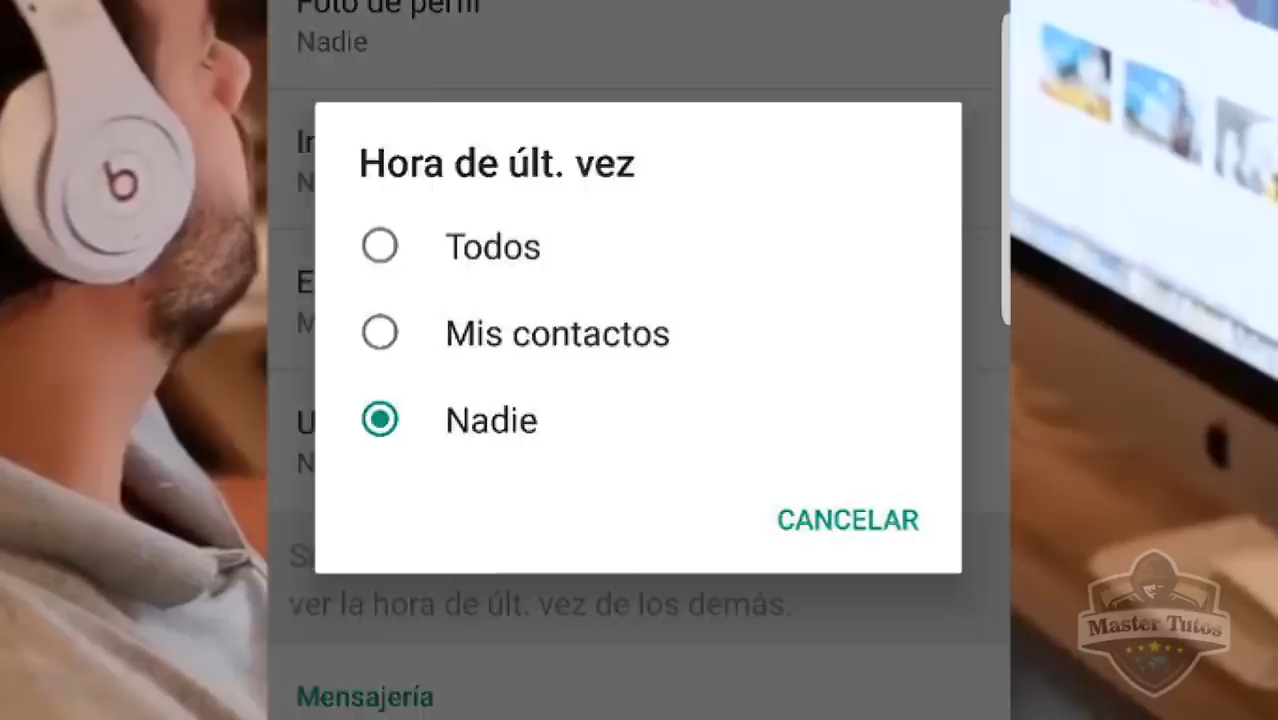 Foto de perfil
Nadie
Hora de últ. vez
Todos
Mis contactos
Nadie
CANCELAR
ver la hora de últ. vez de los demás.
Mensajería
Master Tutos